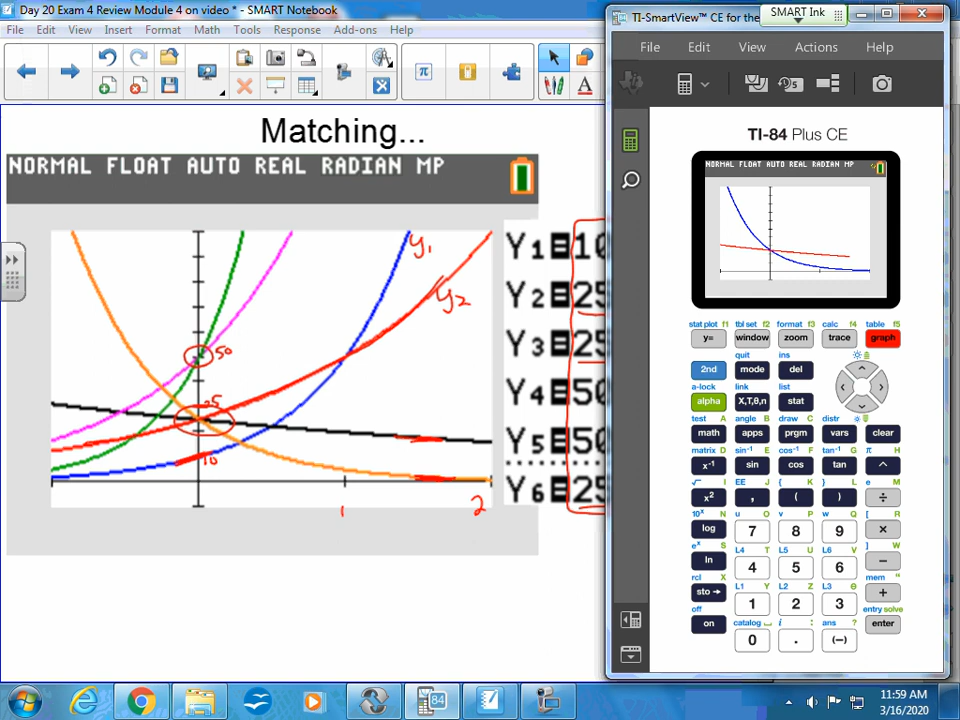 Day 20 Exam 4 Review Module 4 on video * - SMART Notebook
File Edit View Insert Format Math Tools Response Add-ons Help
Matching...
NORMAL FLOAT AUTO REAL RADIAN MP
y1
y2
50
25
10
1
2
Y1=10
Y2=25
Y3=25
Y4=50
Y5=50
Y6=25
TI-SmartView™ CE for the
SMART Ink
File Edit View Actions Help
TI-84 Plus CE
NORMAL FLOAT AUTO REAL RADIAN MP
stat plot f1 tbl set f2 format f3 calc f4 table f5
y= window zoom trace graph
quit ins
2nd mode del
a-lock link list
alpha X,T,θ,n stat
test A angle B draw C distr
math apps prgm vars clear
matrix D sin⁻¹ E cos⁻¹ F tan⁻¹ G π H
x⁻¹ sin cos tan ^
√ I EE J { K } L e M
x² , ( ) ÷
10ˣ N u O v P w Q [ R
log 7 8 9 ×
eˣ S L4 T L5 U L6 V ] W
ln 4 5 6 −
rcl X L1 Y L2 Z L3 θ mem "
sto→ 1 2 3 +
off catalog i : ans ? entry solve
on 0 . (−) enter
84
11:59 AM
3/16/2020